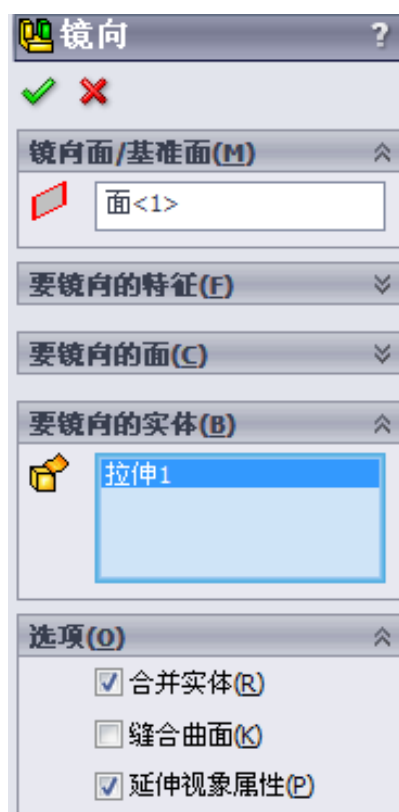 镜向 ?
镜向面/基准面(M)
面<1>
要镜向的特征(F)
要镜向的面(C)
要镜向的实体(B)
拉伸1
选项(O)
合并实体(R)
缝合曲面(K)
延伸视象属性(P)